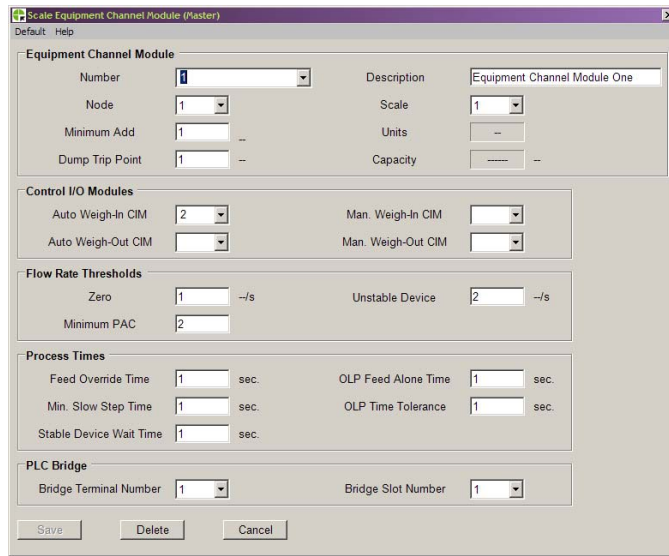 Scale Equipment Channel Module (Master)
Default Help
Equipment Channel Module
Number 1 Description Equipment Channel Module One
Node 1 Scale 1
Minimum Add 1 -- Units --
Dump Trip Point 1 -- Capacity ------ --
Control I/O Modules
Auto Weigh-In CIM 2 Man. Weigh-In CIM
Auto Weigh-Out CIM Man. Weigh-Out CIM
Flow Rate Thresholds
Zero 1 --/s Unstable Device 2 --/s
Minimum PAC 2
Process Times
Feed Override Time 1 sec. OLP Feed Alone Time 1 sec.
Min. Slow Step Time 1 sec. OLP Time Tolerance 1 sec.
Stable Device Wait Time 1 sec.
PLC Bridge
Bridge Terminal Number 1 Bridge Slot Number 1
Save Delete Cancel